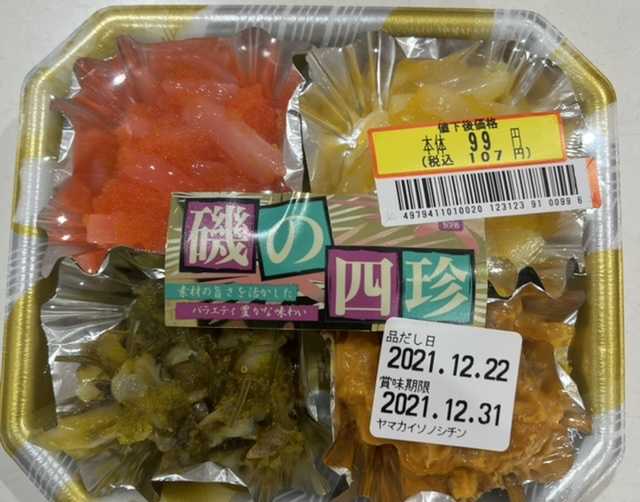 値下後価格
本体 99 円
(税込 107 円)
4979411010020 123123 91 0099 6
磯の
四珍
素材の旨さを活かした
バラエティ豊かな味わい
品だし日
2021.12.22
賞味期限
2021.12.31
ヤマカイソノシチン